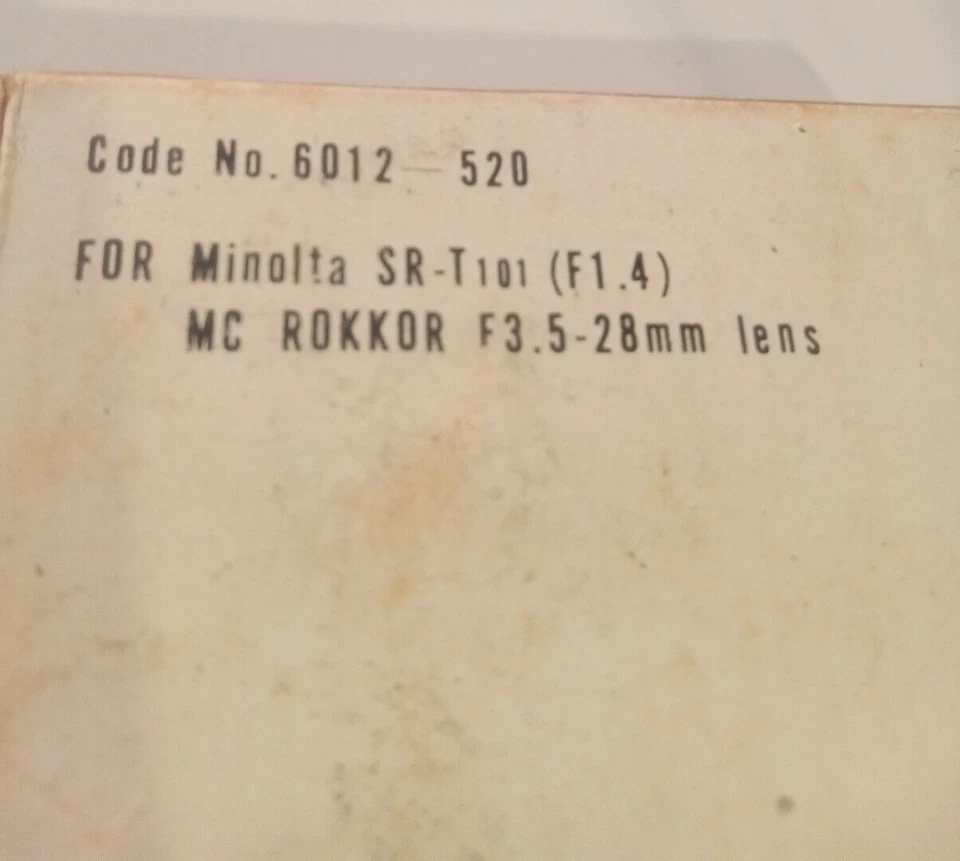 Code No. 6012-520
FOR Minolta SR-T101 (F1.4)
MC ROKKOR F3.5-28mm lens